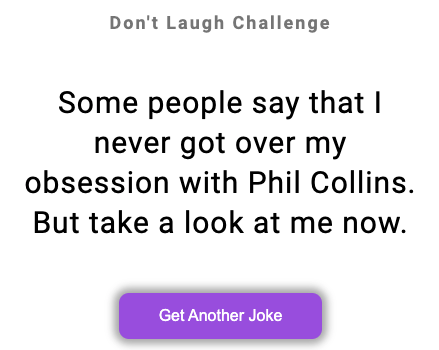 Don't Laugh Challenge
Some people say that I
never got over my
obsession with Phil Collins.
But take a look at me now.
Get Another Joke